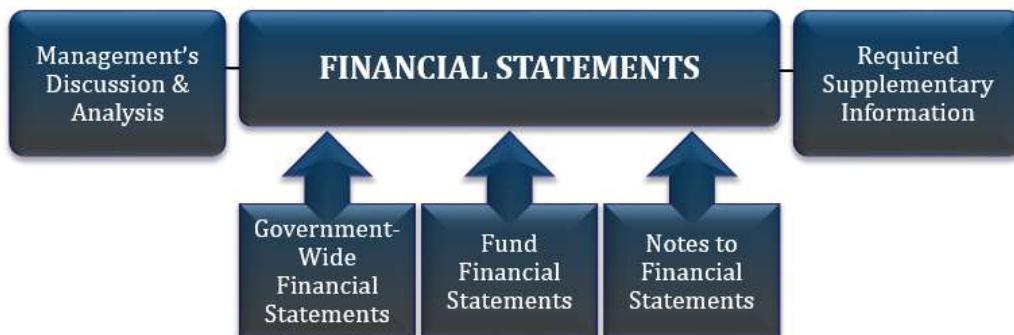 Management's
Discussion &
Analysis
FINANCIAL STATEMENTS
Required
Supplementary
Information
Government-
Wide
Financial
Statements
Fund
Financial
Statements
Notes to
Financial
Statements